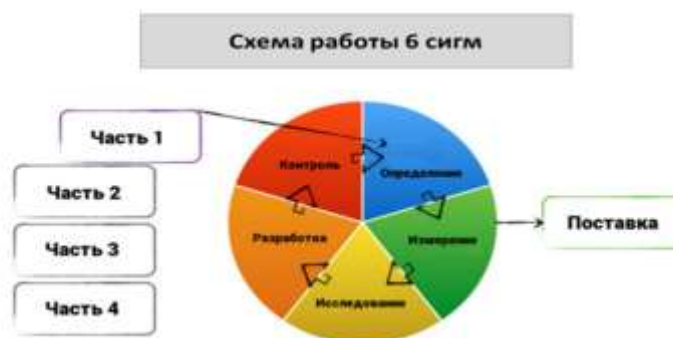 Схема работы 6 сигм
Часть 1
Часть 2
Часть 3
Часть 4
Контроль
Определение
Разработка
Измерение
Исследование
Поставка